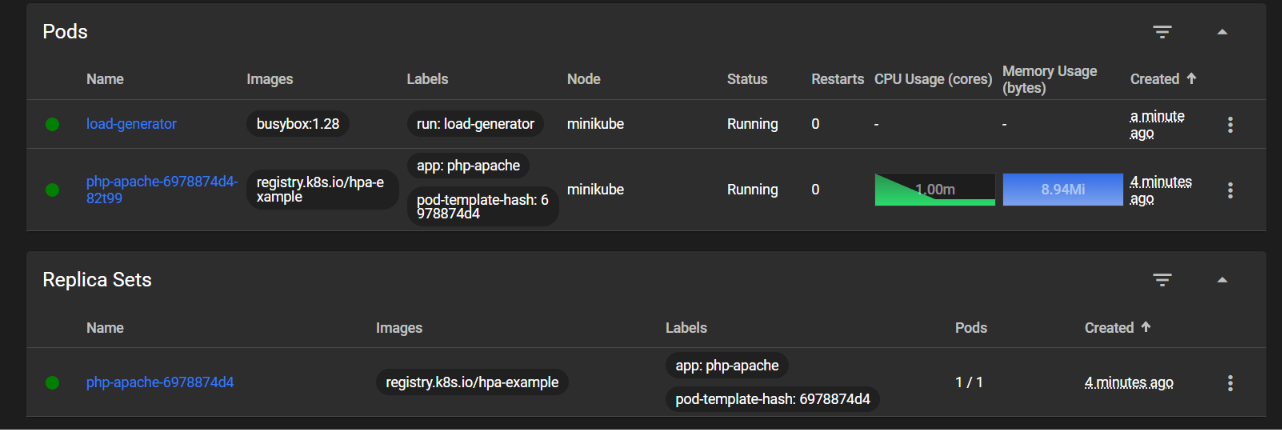 Pods
Name Images Labels Node Status Restarts CPU Usage (cores) Memory Usage (bytes) Created
load-generator busybox:1.28 run: load-generator minikube Running 0 - - a minute ago
php-apache-6978874d4-82t99 registry.k8s.io/hpa-example app: php-apache pod-template-hash: 6978874d4 minikube Running 0 1.00m 8.94Mi 4 minutes ago
Replica Sets
Name Images Labels Pods Created
php-apache-6978874d4 registry.k8s.io/hpa-example app: php-apache pod-template-hash: 6978874d4 1 / 1 4 minutes ago